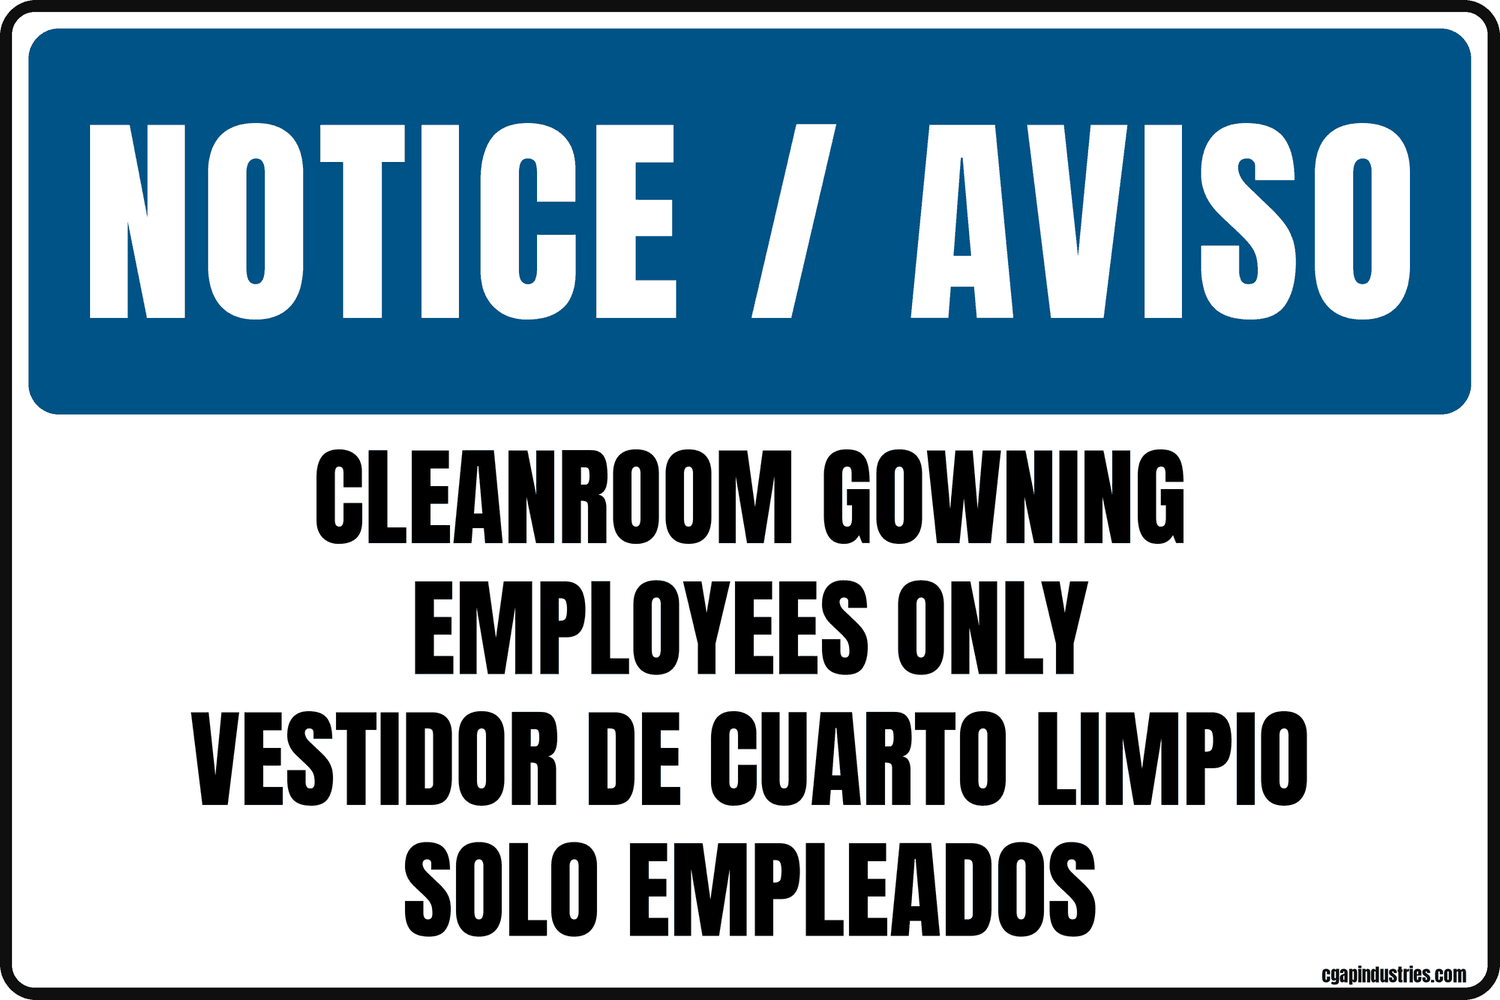 NOTICE / AVISO
CLEANROOM GOWNING
EMPLOYEES ONLY
VESTIDOR DE CUARTO LIMPIO
SOLO EMPLEADOS
cgapindustries.com